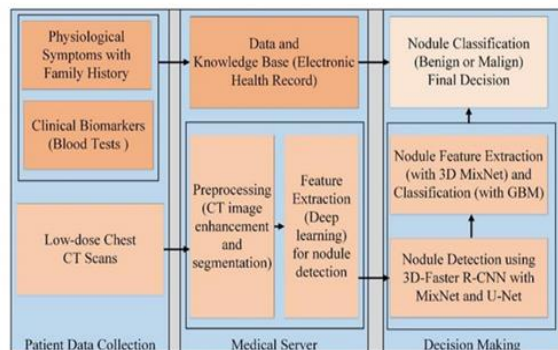 Physiological
Symptoms with
Family History
Clinical Biomarkers
(Blood Tests )
Low-dose Chest
CT Scans
Patient Data Collection
Data and
Knowledge Base (Electronic
Health Record)
Preprocessing
(CT image
enhancement
and
segmentation)
Feature
Extraction
(Deep
learning)
for nodule
detection
Medical Server
Nodule Classification
(Benign or Malign)
Final Decision
Nodule Feature Extraction
(with 3D MixNet) and
Classification (with GBM)
Nodule Detection using
3D-Faster R-CNN with
MixNet and U-Net
Decision Making